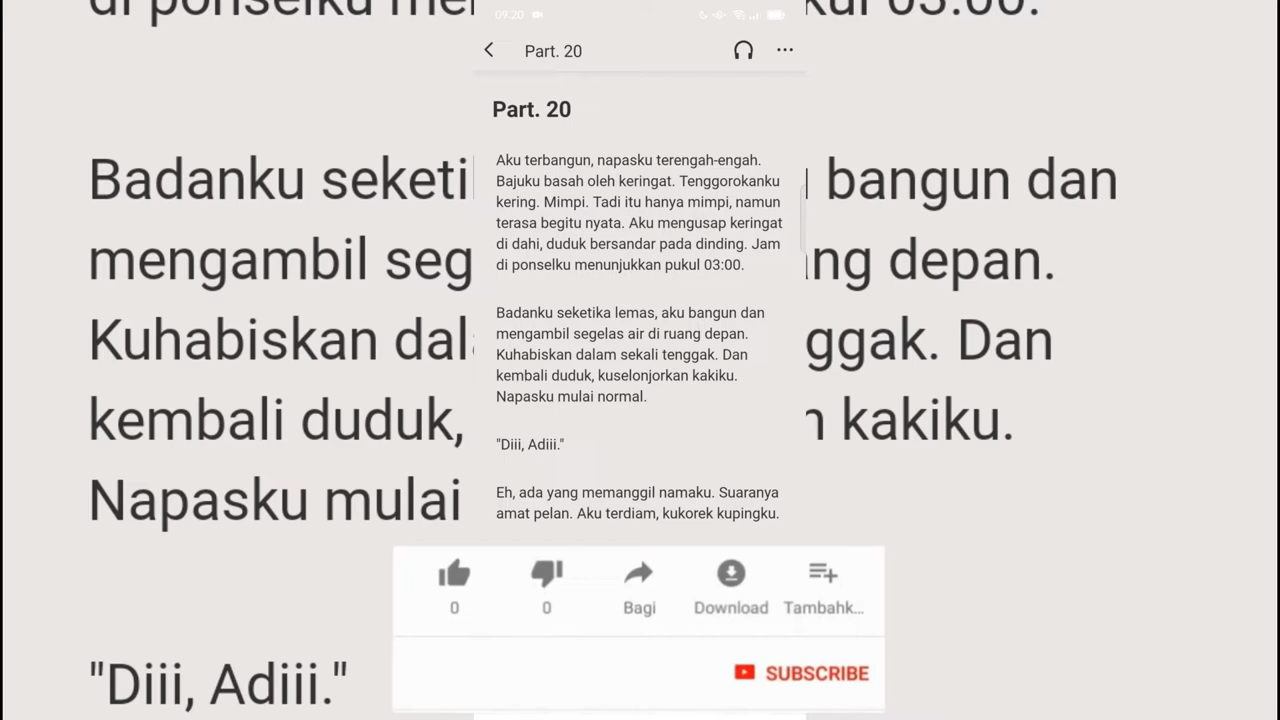 di ponselku me kul 03:00.
09.20
Part. 20
Part. 20
Aku terbangun, napasku terengah-engah.
Bajuku basah oleh keringat. Tenggorokanku
kering. Mimpi. Tadi itu hanya mimpi, namun
terasa begitu nyata. Aku mengusap keringat
di dahi, duduk bersandar pada dinding. Jam
di ponselku menunjukkan pukul 03:00.
Badanku seketika lemas, aku bangun dan
mengambil segelas air di ruang depan.
Kuhabiskan dalam sekali tenggak. Dan
kembali duduk, kuselonjorkan kakiku.
Napasku mulai normal.
"Diii, Adiii."
Eh, ada yang memanggil namaku. Suaranya
amat pelan. Aku terdiam, kukorek kupingku.
Badanku seketi bangun dan
mengambil seg ng depan.
Kuhabiskan dal ggak. Dan
kembali duduk, n kakiku.
Napasku mulai
"Diii, Adiii."
0 0 Bagi Download Tambahk...
SUBSCRIBE